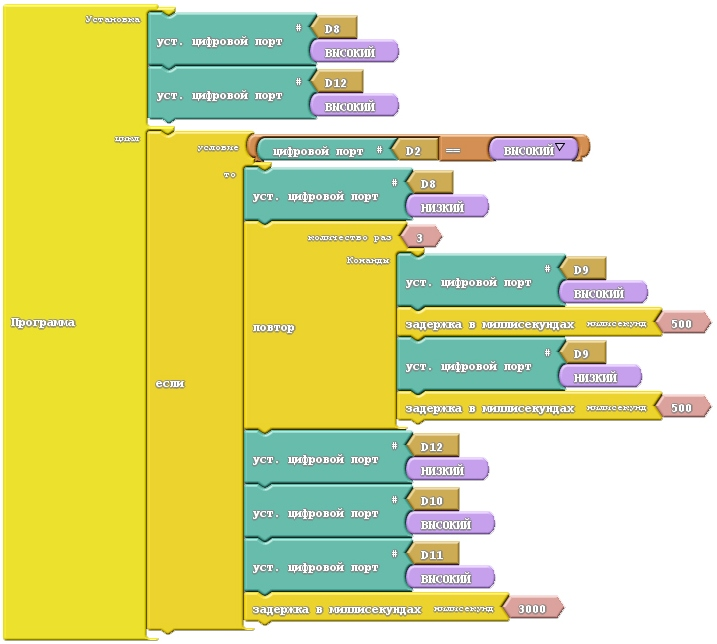 Программа
Установка
уст. цифровой порт # D8
ВЫСОКИЙ
уст. цифровой порт # D12
ВЫСОКИЙ
цикл
если
условие
цифровой порт # D2 == ВЫСОКИЙ
то
уст. цифровой порт # D8
НИЗКИЙ
повтор
количество раз 3
Команды
уст. цифровой порт # D9
ВЫСОКИЙ
задержка в миллисекундах милисекунд 500
уст. цифровой порт # D9
НИЗКИЙ
задержка в миллисекундах милисекунд 500
уст. цифровой порт # D12
НИЗКИЙ
уст. цифровой порт # D10
ВЫСОКИЙ
уст. цифровой порт # D11
ВЫСОКИЙ
задержка в миллисекундах милисекунд 3000